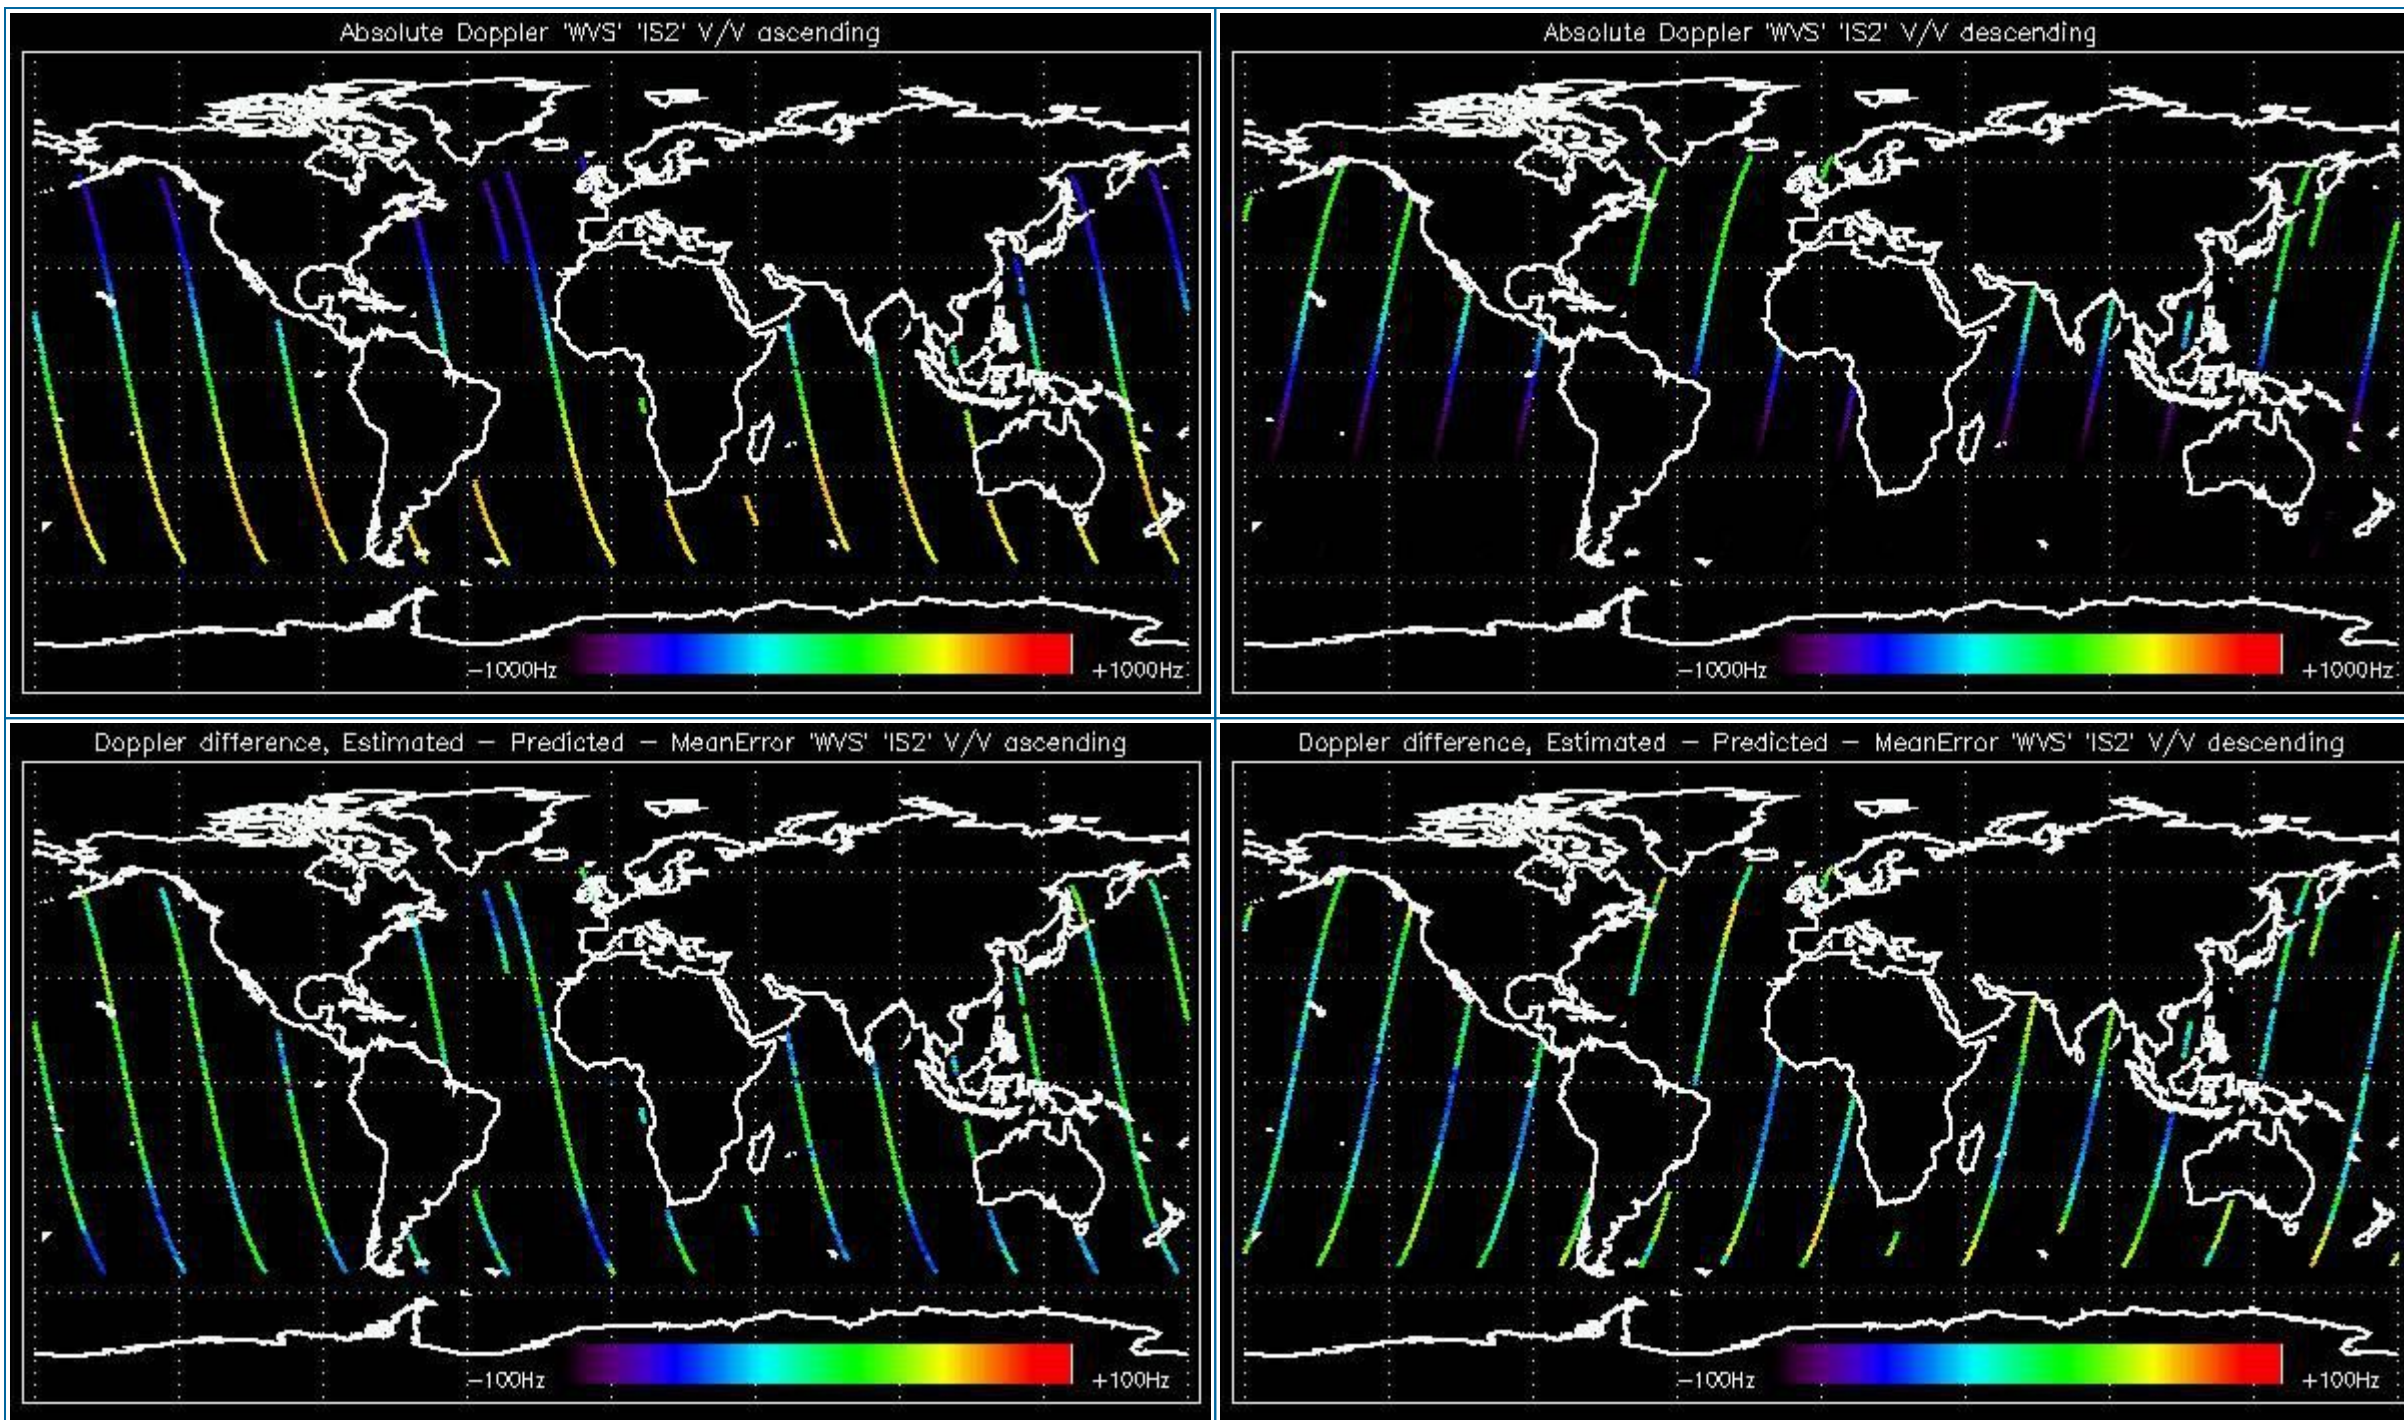 Absolute Doppler 'WVS' 'IS2' V/V ascending
-1000Hz
+1000Hz
Absolute Doppler 'WVS' 'IS2' V/V descending
-1000Hz
+1000Hz
Doppler difference, Estimated - Predicted - MeanError 'WVS' 'IS2' V/V ascending
-100Hz
+100Hz
Doppler difference, Estimated - Predicted - MeanError 'WVS' 'IS2' V/V descending
-100Hz
+100Hz